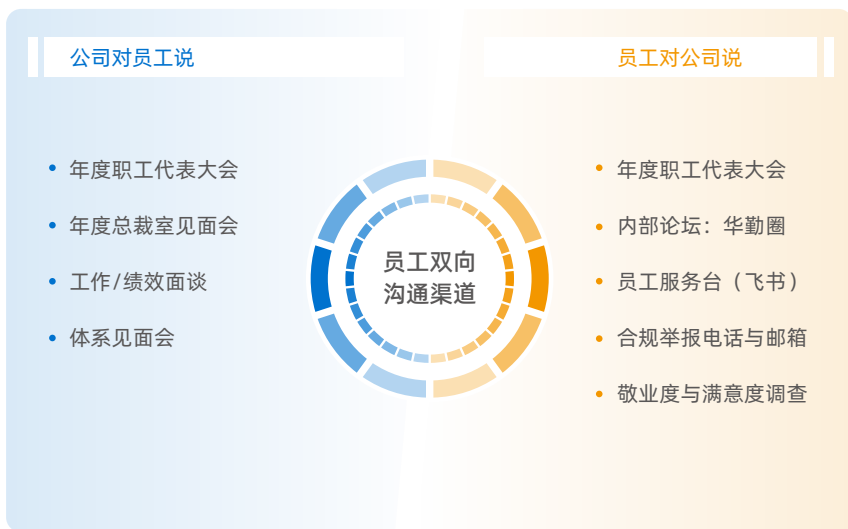 公司对员工说
年度职工代表大会
年度总裁室见面会
工作/绩效面谈
体系见面会
员工双向
沟通渠道
员工对公司说
年度职工代表大会
内部论坛：华勤圈
员工服务台（飞书）
合规举报电话与邮箱
敬业度与满意度调查